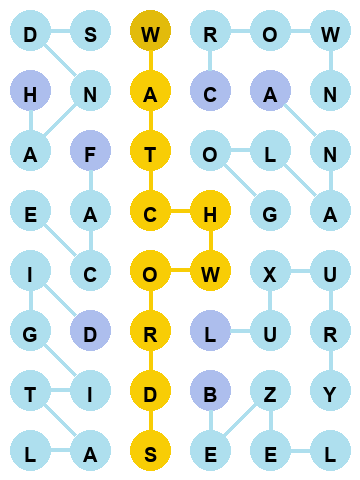 D S W R O W
H N A C A N
A F T O L N
E A C H G A
I C O W X U
G D R L U R
T I D B Z Y
L A S E E L